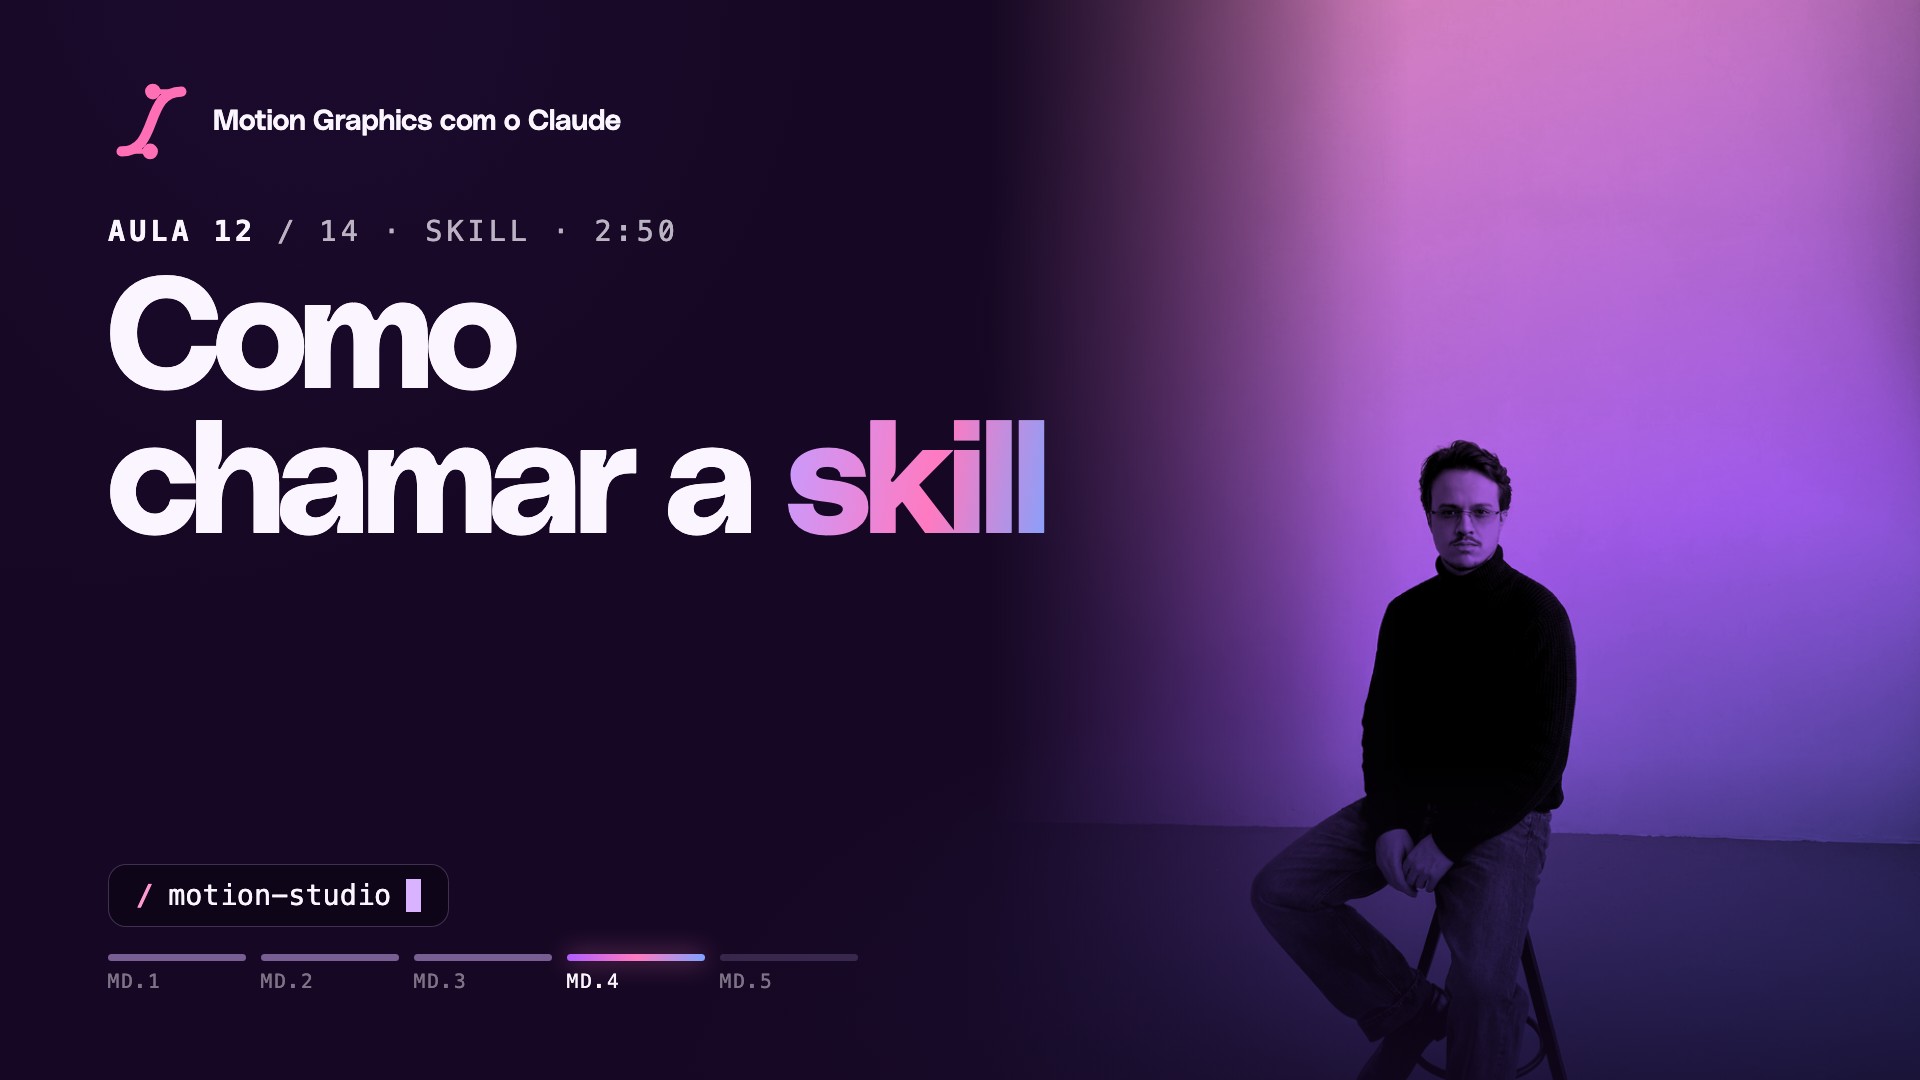 Motion Graphics com o Claude
AULA 12 / 14 · SKILL · 2:50
Como
chamar a skill
/ motion-studio
MD.1 MD.2 MD.3 MD.4 MD.5